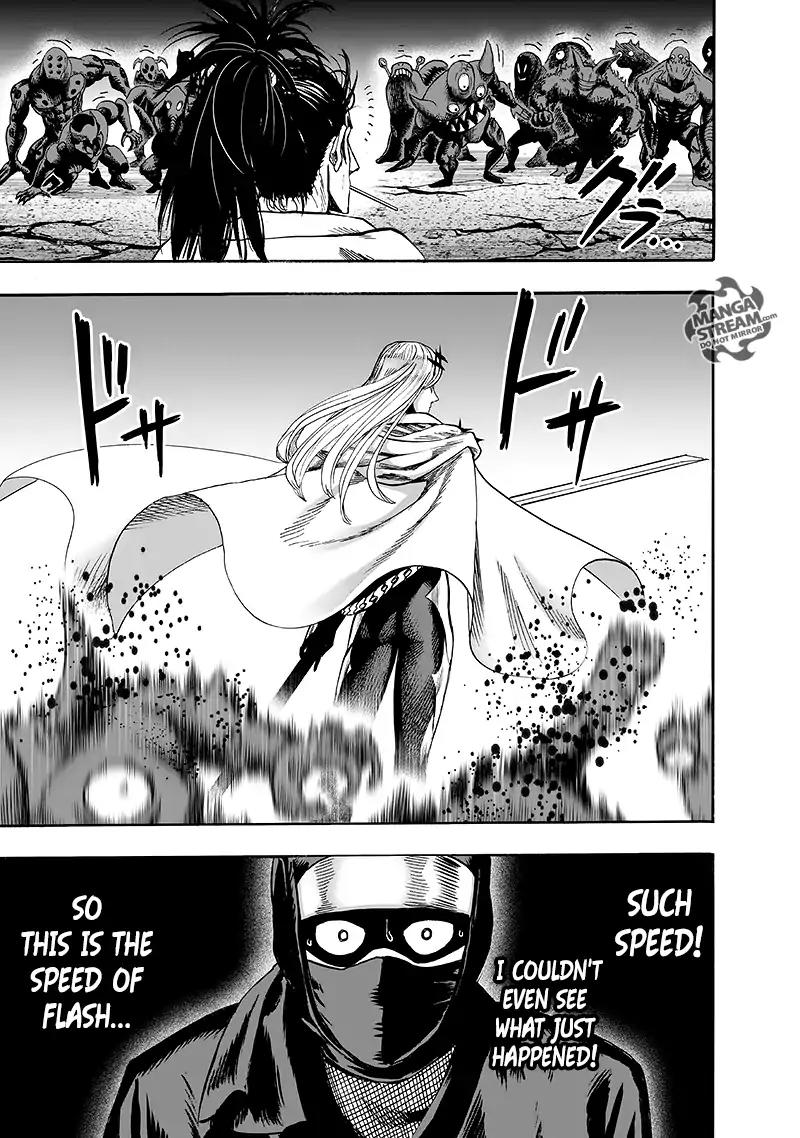 グラ…
MANGA
STREAM.com
DO NOT MIRROR
ドサ
ドサ
SUCH
SPEED!
I COULDN'T
EVEN SEE
WHAT JUST
HAPPENED!
SO
THIS IS THE
SPEED OF
FLASH...